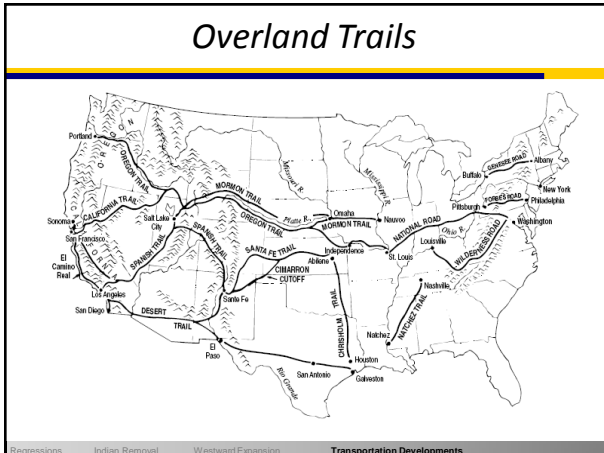 Overland Trails
Portland
OREGON
OREGON TRAIL
Missouri R.
Mississippi R.
GENESEE ROAD
Albany
Buffalo
New York
MORMON TRAIL
FORBES ROAD
Pittsburgh
Philadelphia
Sonoma
CALIFORNIA TRAIL
Salt Lake
City
OREGON TRAIL
Platte R.
Omaha
MORMON TRAIL
Nauvoo
NATIONAL ROAD
Ohio R.
Washington
San Francisco
CALIFORNIA
SPANISH TRAIL
SPANISH TRAIL
SANTA FE TRAIL
Independence
Abilene
St. Louis
Louisville
WILDERNESS ROAD
El
Camino
Real
CIMARRON
CUTOFF
Los Angeles
Sante Fe
Nashville
San Diego
DESERT
TRAIL
CHRISHOLM
TRAIL
NATCHEZ TRAIL
Natchez
El
Paso
Houston
San Antonio
Galveston
Rio Grande
Regressions Indian Removal Westward Expansion Transportation Developments